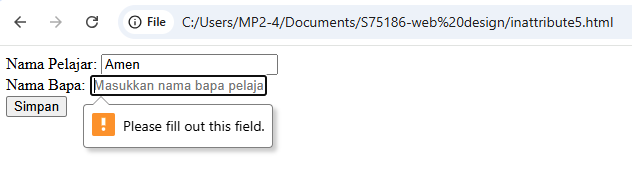 File C:/Users/MP2-4/Documents/S75186-web%20design/inattribute5.html
Nama Pelajar: Amen
Nama Bapa: Masukkan nama bapa pelaja
Simpan
! Please fill out this field.